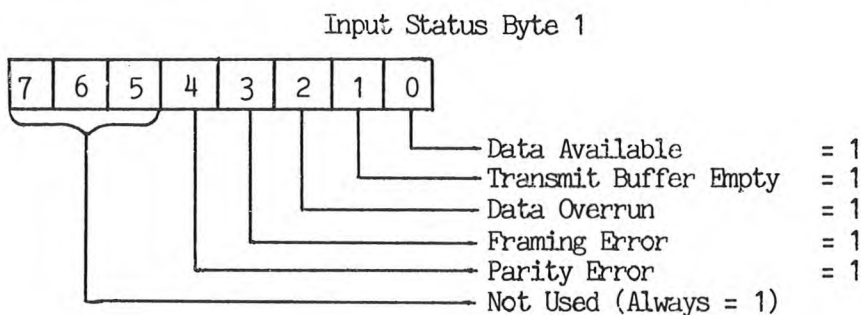 Input Status Byte 1
7 6 5 4 3 2 1 0
Data Available = 1
Transmit Buffer Empty = 1
Data Overrun = 1
Framing Error = 1
Parity Error = 1
Not Used (Always = 1)